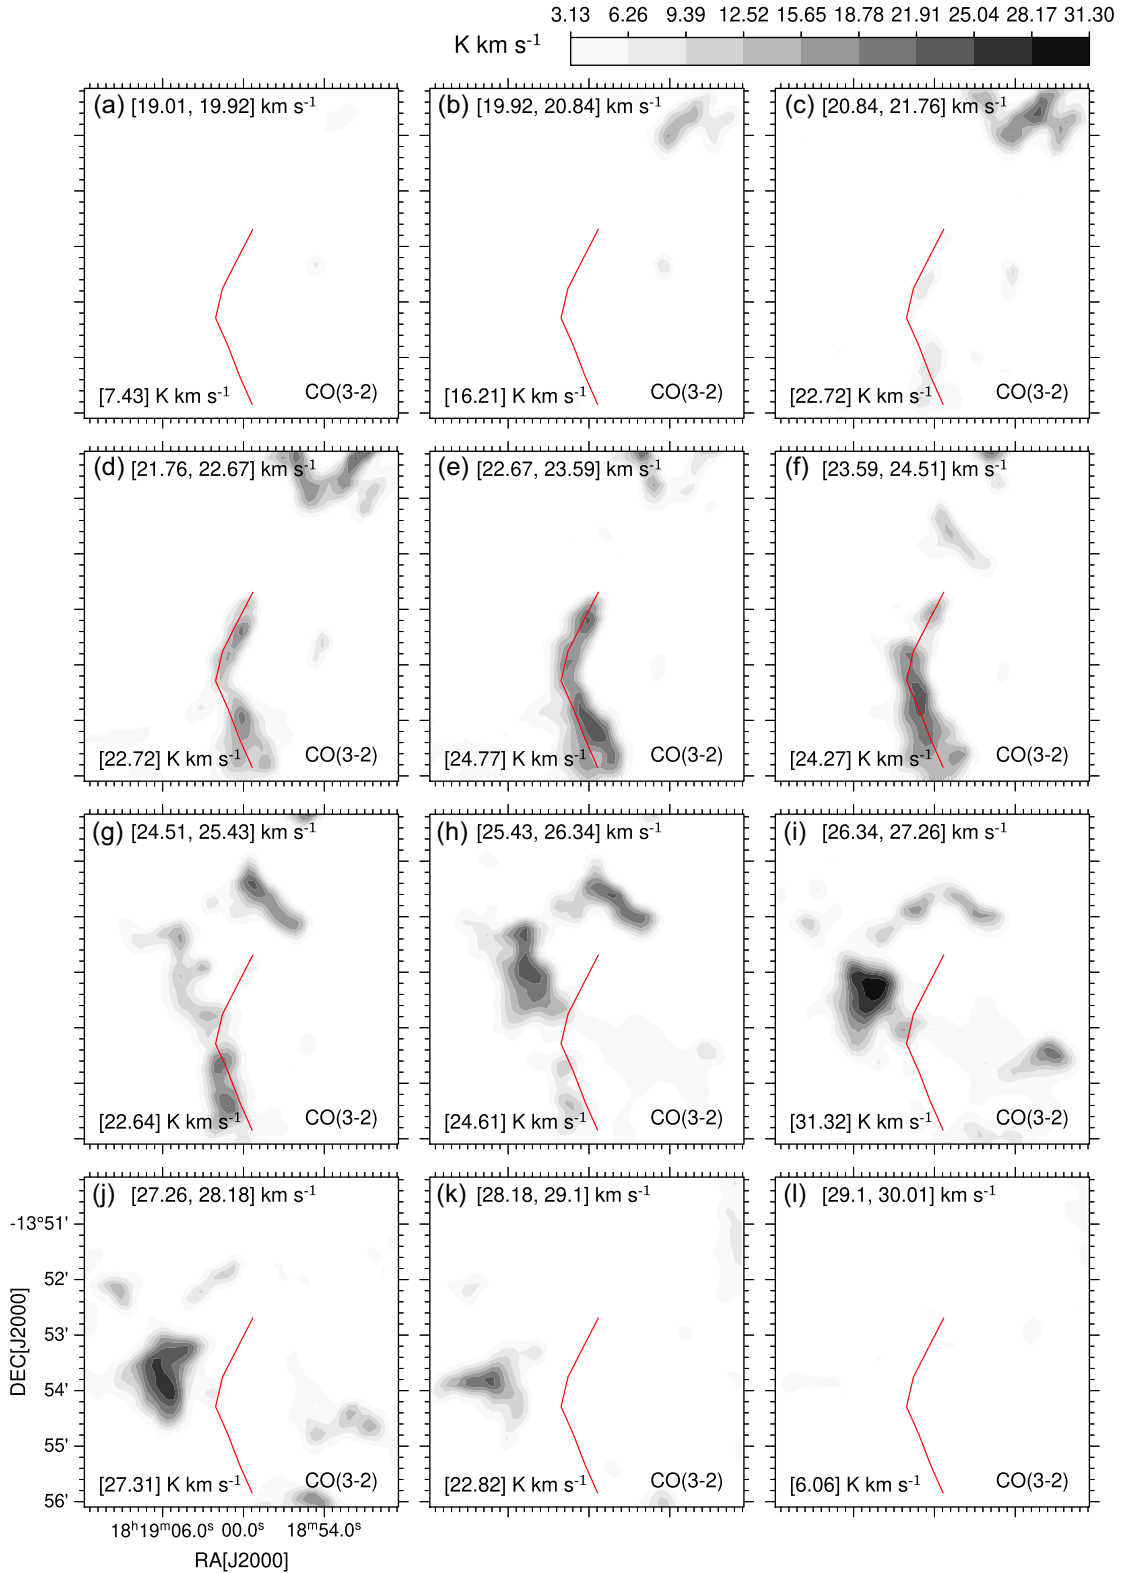 3.13 6.26 9.39 12.52 15.65 18.78 21.91 25.04 28.17 31.30
K km s⁻¹
(a) [19.01, 19.92] km s⁻¹
[7.43] K km s⁻¹ CO(3-2)
(b) [19.92, 20.84] km s⁻¹
[16.21] K km s⁻¹ CO(3-2)
(c) [20.84, 21.76] km s⁻¹
[22.72] K km s⁻¹ CO(3-2)
(d) [21.76, 22.67] km s⁻¹
[22.72] K km s⁻¹ CO(3-2)
(e) [22.67, 23.59] km s⁻¹
[24.77] K km s⁻¹ CO(3-2)
(f) [23.59, 24.51] km s⁻¹
[24.27] K km s⁻¹ CO(3-2)
(g) [24.51, 25.43] km s⁻¹
[22.64] K km s⁻¹ CO(3-2)
(h) [25.43, 26.34] km s⁻¹
[24.61] K km s⁻¹ CO(3-2)
(i) [26.34, 27.26] km s⁻¹
[31.32] K km s⁻¹ CO(3-2)
(j) [27.26, 28.18] km s⁻¹
[27.31] K km s⁻¹ CO(3-2)
(k) [28.18, 29.1] km s⁻¹
[22.82] K km s⁻¹ CO(3-2)
(l) [29.1, 30.01] km s⁻¹
[6.06] K km s⁻¹ CO(3-2)
-13°51'
52'
53'
54'
55'
56'
DEC[J2000]
18ʰ19ᵐ06.0ˢ 00.0ˢ 18ᵐ54.0ˢ
RA[J2000]